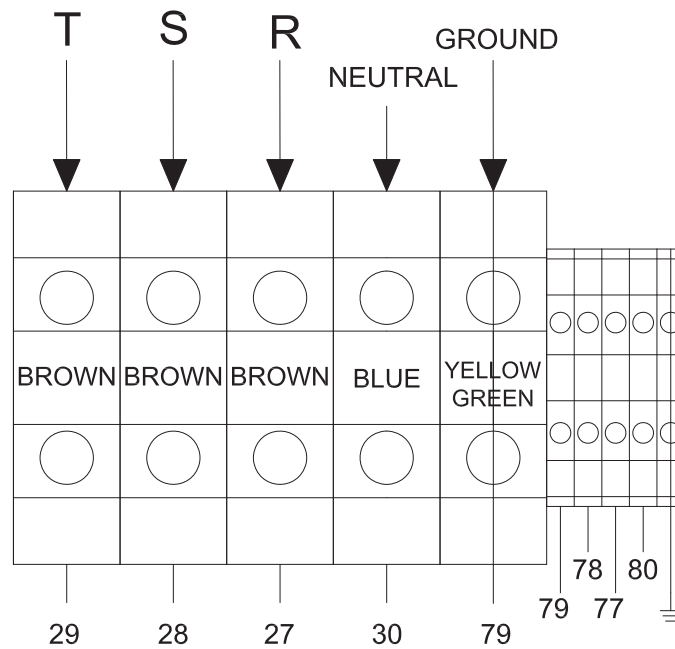 T S R GROUND
NEUTRAL
BROWN BROWN BROWN BLUE YELLOW GREEN
78 80
79 77
29 28 27 30 79